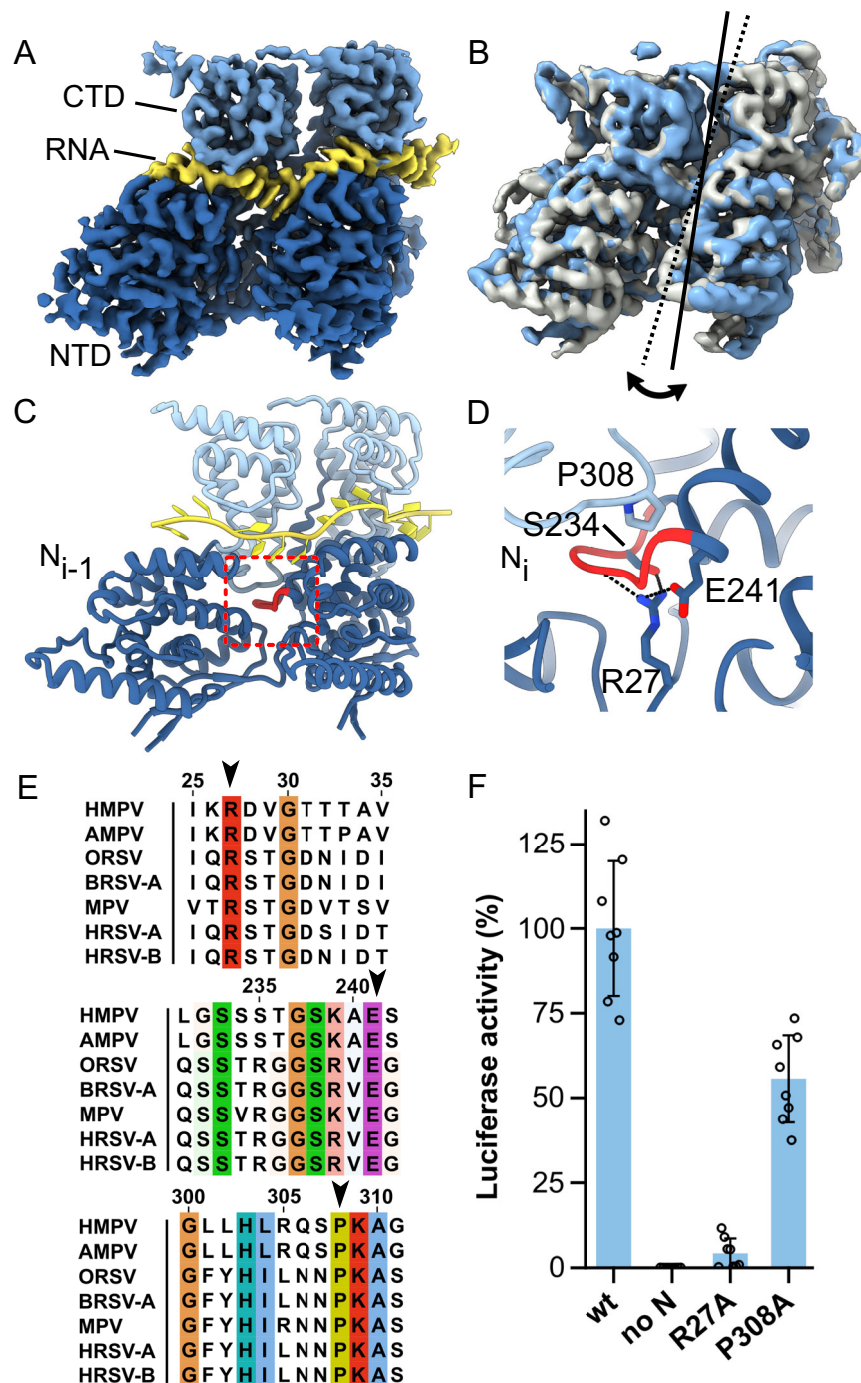 A
CTD
RNA
NTD
B
C
Ni-1
D
P308
S234
Ni
E241
R27
E
25 30 35
HMPV I K R D V G T T T A V
AMPV I K R D V G T T P A V
ORSV I Q R S T G D N I D I
BRSV-A I Q R S T G D N I D I
MPV V T R S T G D V T S V
HRSV-A I Q R S T G D S I D T
HRSV-B I Q R S T G D N I D T
235 240
HMPV L G S S S T G S K A E S
AMPV L G S S S T G S K A E S
ORSV Q S S T R G G S R V E G
BRSV-A Q S S T R G G S R V E G
MPV Q S S V R G G S K V E G
HRSV-A Q S S T R G G S R V E G
HRSV-B Q S S T R G G S R V E G
300 305 310
HMPV G L L H L R Q S P K A G
AMPV G L L H L R Q S P K A G
ORSV G F Y H I L N N P K A S
BRSV-A G F Y H I L N N P K A S
MPV G F Y H I R N N P K A S
HRSV-A G F Y H I L N N P K A S
HRSV-B G F Y H I L N N P K A S
F
Luciferase activity (%)
125
100
75
50
25
0
wt
no N
R27A
P308A